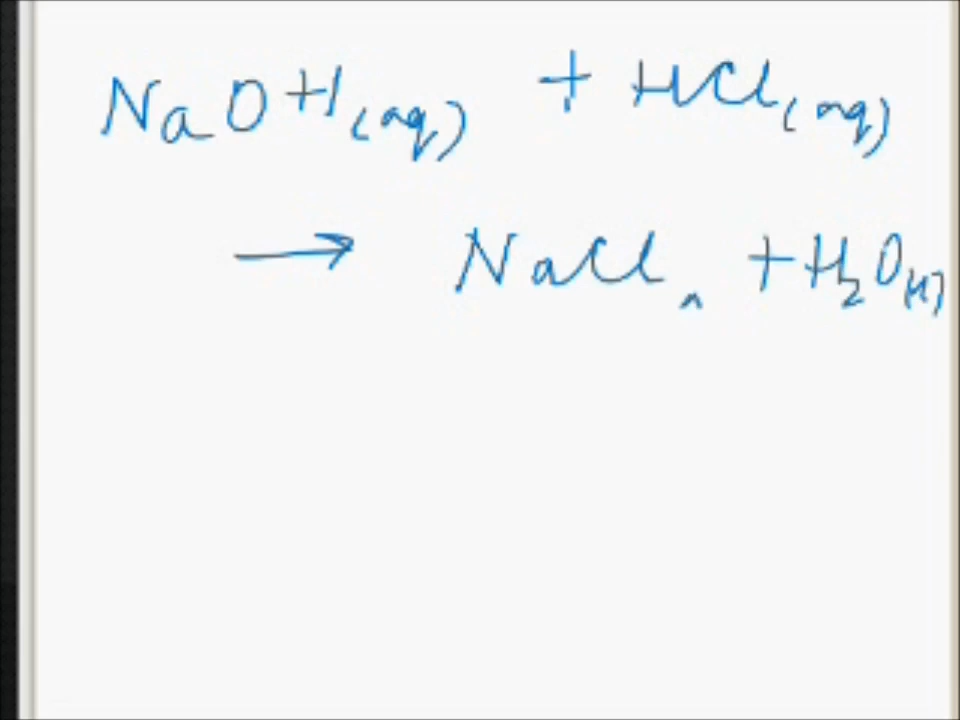 NaOH(aq) + HCl(aq)
→ NaCl + H₂O(l)